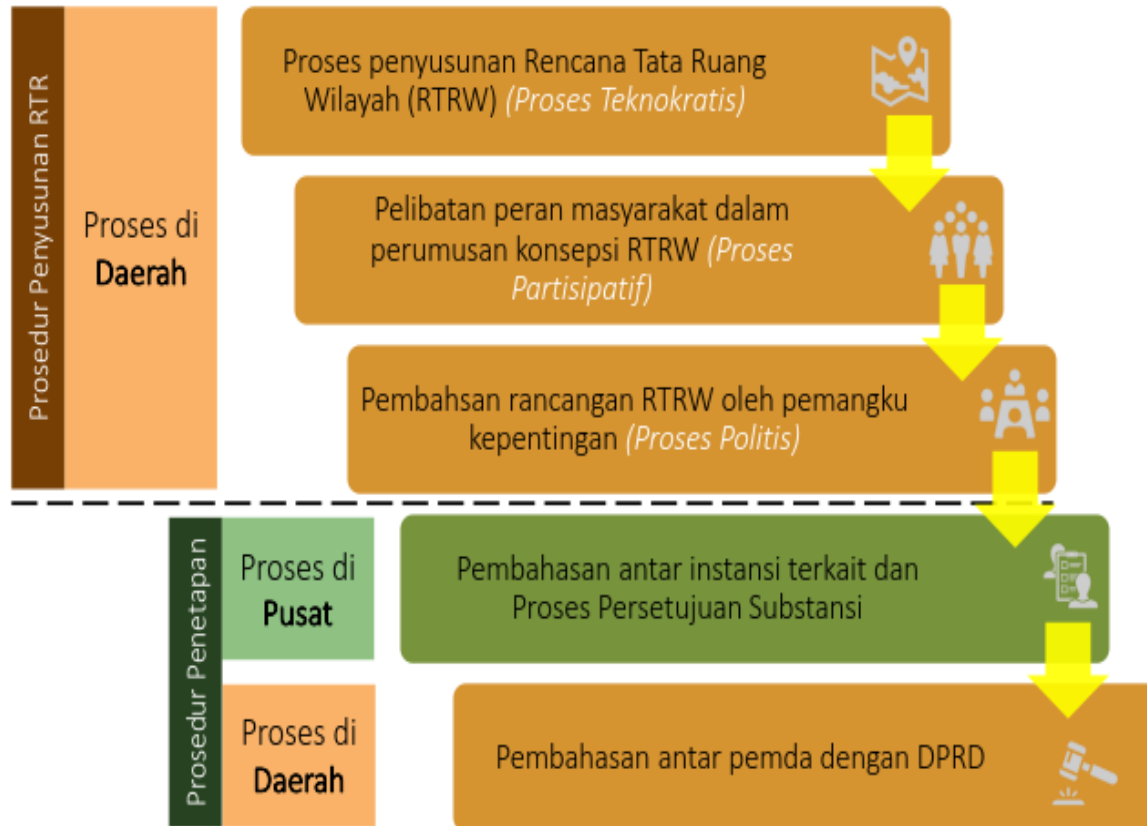 Prosedur Penyusunan RTR
Proses di
Daerah
Proses penyusunan Rencana Tata Ruang
Wilayah (RTRW) (Proses Teknokratis)
Pelibatan peran masyarakat dalam
perumusan konsepsi RTRW (Proses
Partisipatif)
Pembahsan rancangan RTRW oleh pemangku
kepentingan (Proses Politis)
Prosedur Penetapan
Proses di
Pusat
Pembahasan antar instansi terkait dan
Proses Persetujuan Substansi
Proses di
Daerah
Pembahasan antar pemda dengan DPRD